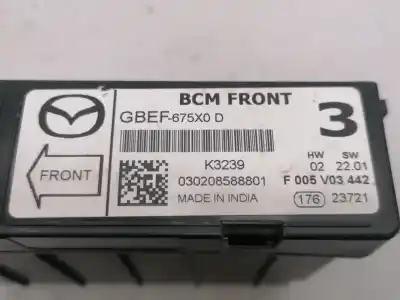 BCM FRONT
GBEF-675X0 D
3
K3239
HW SW
02 22.01
FRONT
030208588801
F 005 V03 442
MADE IN INDIA
176 23721